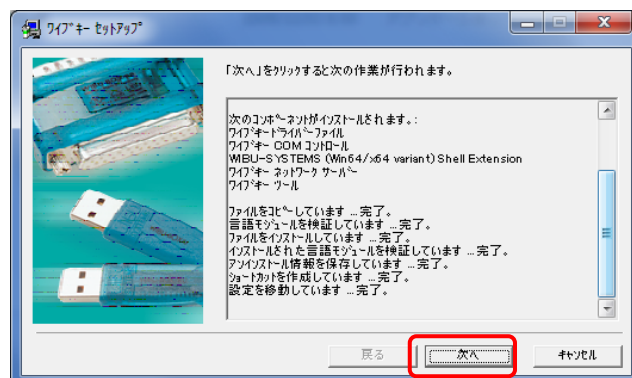 ワイブキー セットアップ
「次へ」をクリックすると次の作業が行われます。
次のコンポーネントがインストールされます。:
ワイブキードライバーファイル
ワイブキー COM コントロール
WIBU-SYSTEMS (Win64/x64 variant) Shell Extension
ワイブキー ネットワーク サーバー
ワイブキー ツール
ファイルをコピーしています ...完了。
言語モジュールを検証しています ...完了。
ファイルをインストールしています ...完了。
インストールされた言語モジュールを検証しています ...完了。
アンインストール情報を保存しています ...完了。
ショートカットを作成しています ...完了。
設定を移動しています ...完了。
戻る
次へ
キャンセル